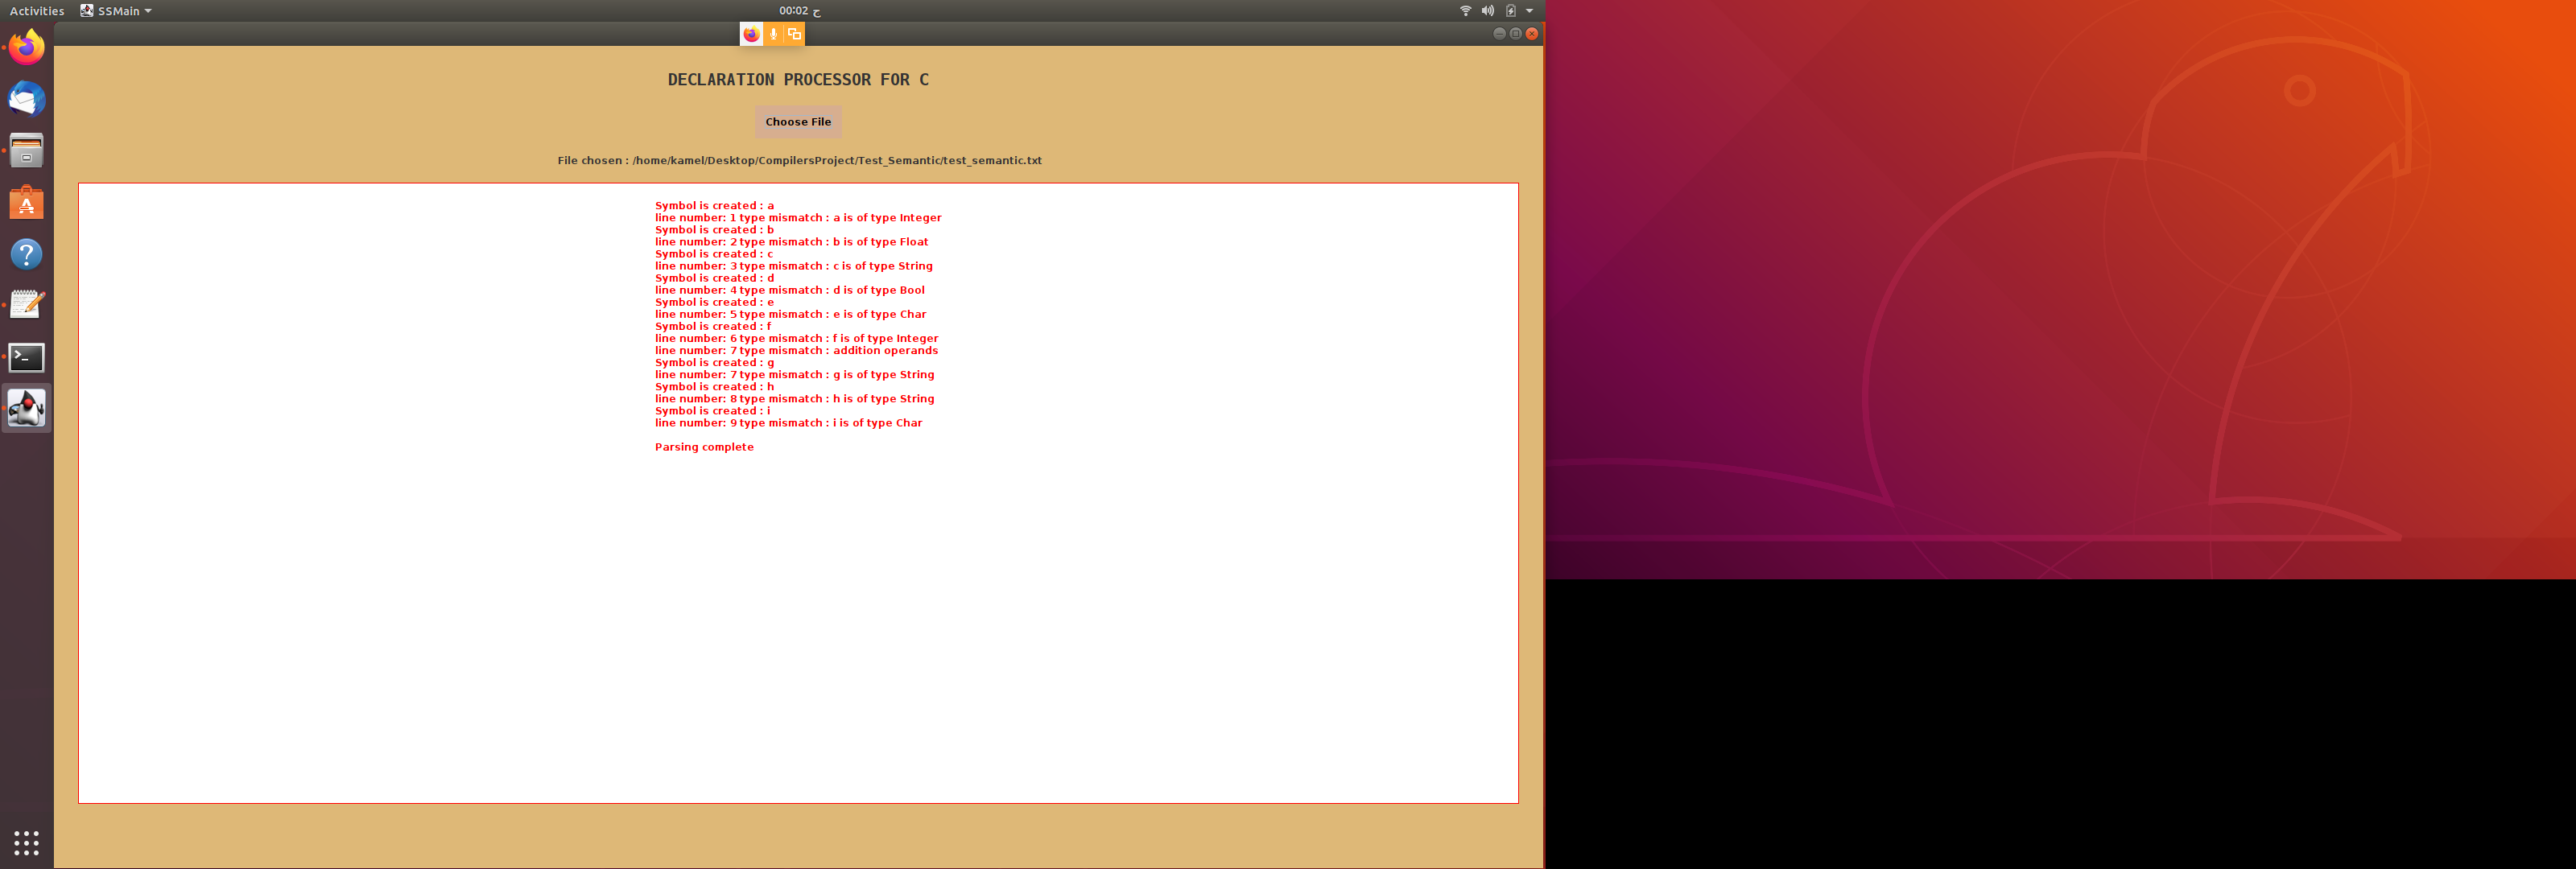 Activities
SSMain
00:02 ح
DECLARATION PROCESSOR FOR C
Choose File
File chosen : /home/kamel/Desktop/CompilersProject/Test_Semantic/test_semantic.txt
Symbol is created : a
line number: 1 type mismatch : a is of type Integer
Symbol is created : b
line number: 2 type mismatch : b is of type Float
Symbol is created : c
line number: 3 type mismatch : c is of type String
Symbol is created : d
line number: 4 type mismatch : d is of type Bool
Symbol is created : e
line number: 5 type mismatch : e is of type Char
Symbol is created : f
line number: 6 type mismatch : f is of type Integer
line number: 7 type mismatch : addition operands
Symbol is created : g
line number: 7 type mismatch : g is of type String
Symbol is created : h
line number: 8 type mismatch : h is of type String
Symbol is created : i
line number: 9 type mismatch : i is of type Char
Parsing complete